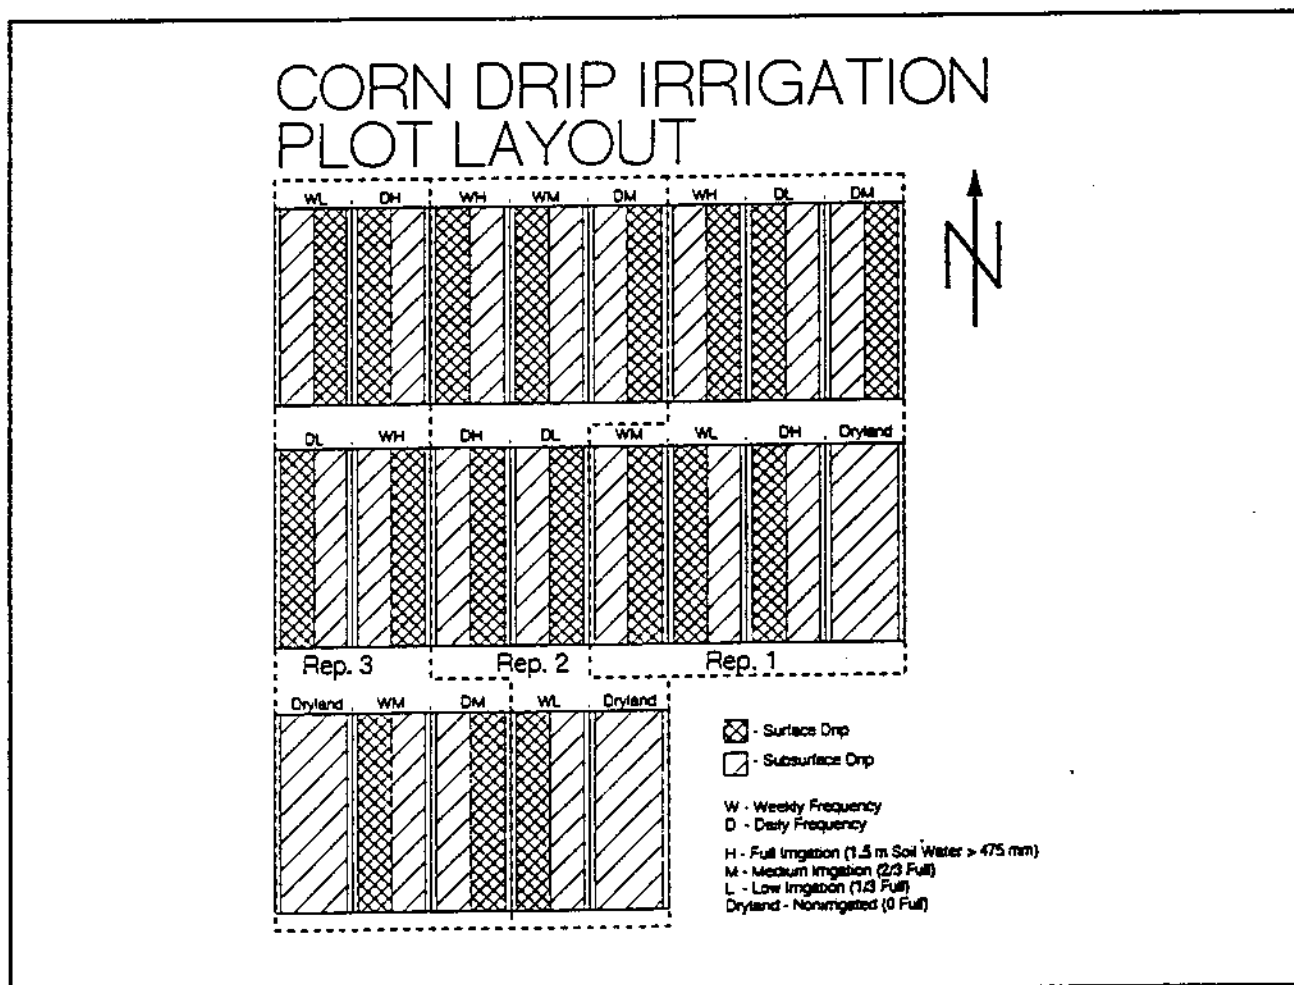 CORN DRIP IRRIGATION
PLOT LAYOUT
WL DH WH WM DM WH DL DM
N
DL WH DH DL WM WL DH Dryland
Rep. 3 Rep. 2 Rep. 1
Dryland WM DM WL Dryland
- Surface Drip
- Subsurface Drip
W - Weekly Frequency
D - Daily Frequency
H - Full Irrigation (1.5 m Soil Water > 475 mm)
M - Medium Irrigation (2/3 Full)
L - Low Irrigation (1/3 Full)
Dryland - Nonirrigated (0 Full)